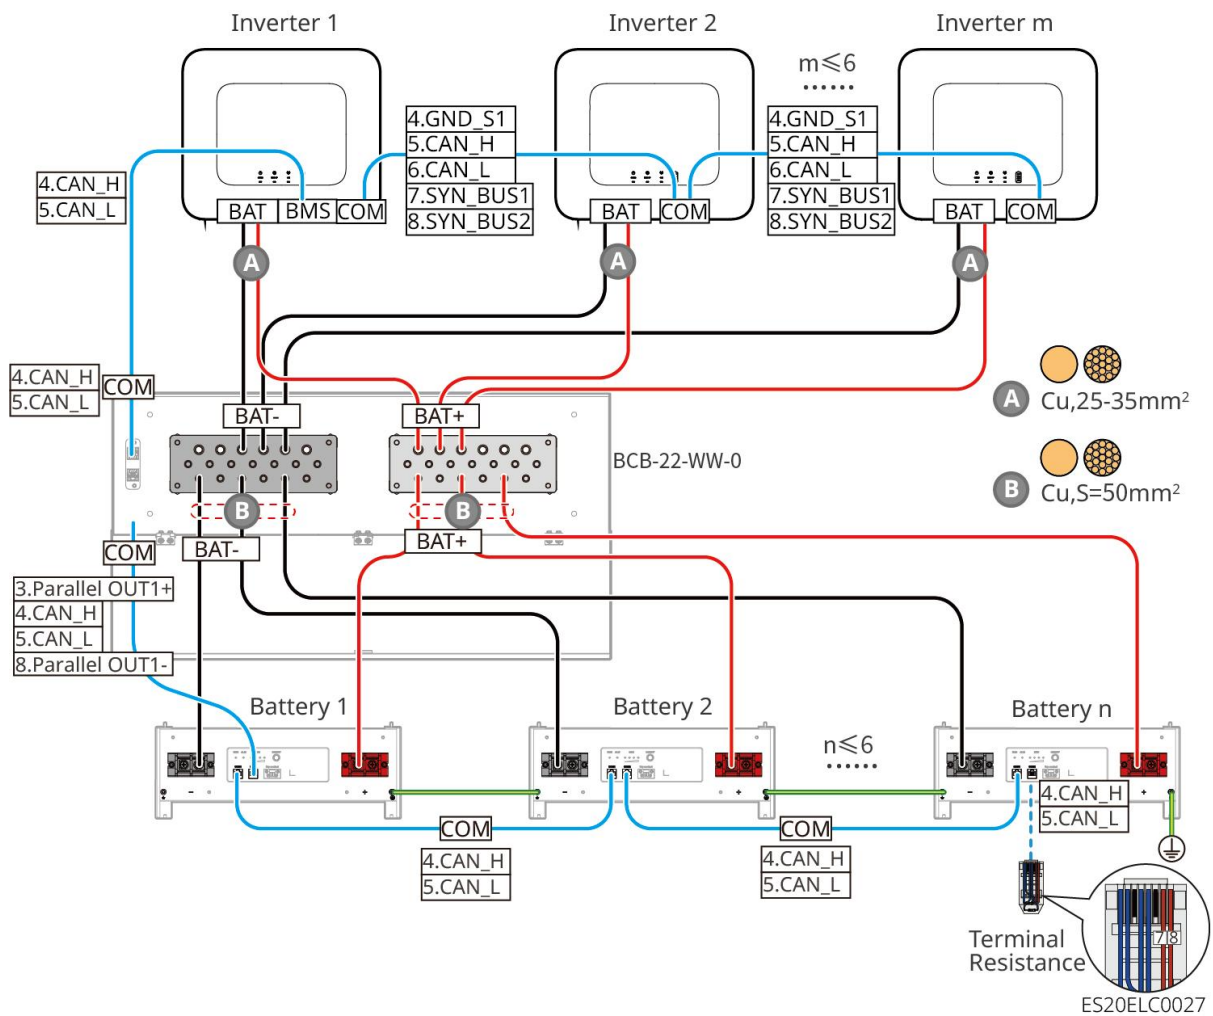 Inverter 1
Inverter 2
Inverter m
m≤6
4.GND_S1
5.CAN_H
6.CAN_L
7.SYN_BUS1
8.SYN_BUS2
4.GND_S1
5.CAN_H
6.CAN_L
7.SYN_BUS1
8.SYN_BUS2
4.CAN_H
5.CAN_L
BAT
BMS
COM
BAT
COM
BAT
COM
A
A
A
4.CAN_H
5.CAN_L
COM
BAT-
BAT+
A
Cu,25-35mm²
BCB-22-WW-0
B
Cu,S=50mm²
B
B
COM
BAT-
BAT+
3.Parallel OUT1+
4.CAN_H
5.CAN_L
8.Parallel OUT1-
Battery 1
Battery 2
Battery n
n≤6
-
+
-
+
-
+
4.CAN_H
5.CAN_L
COM
4.CAN_H
5.CAN_L
COM
4.CAN_H
5.CAN_L
7 8
Terminal
Resistance
ES20ELC0027